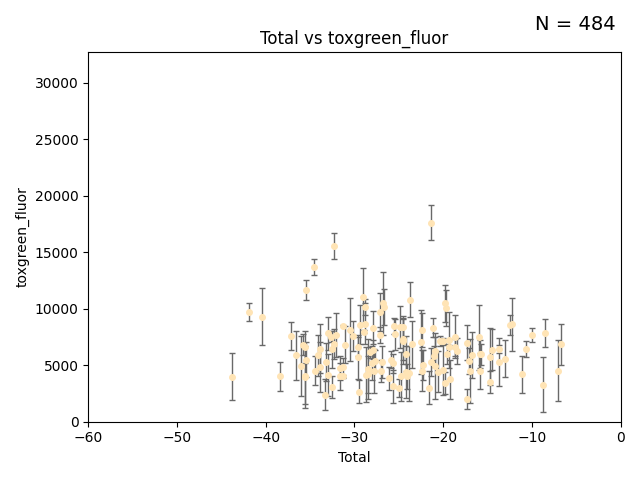 N = 484
Total vs toxgreen_fluor
30000
25000
20000
15000
10000
5000
0
toxgreen_fluor
−60 −50 −40 −30 −20 −10 0
Total